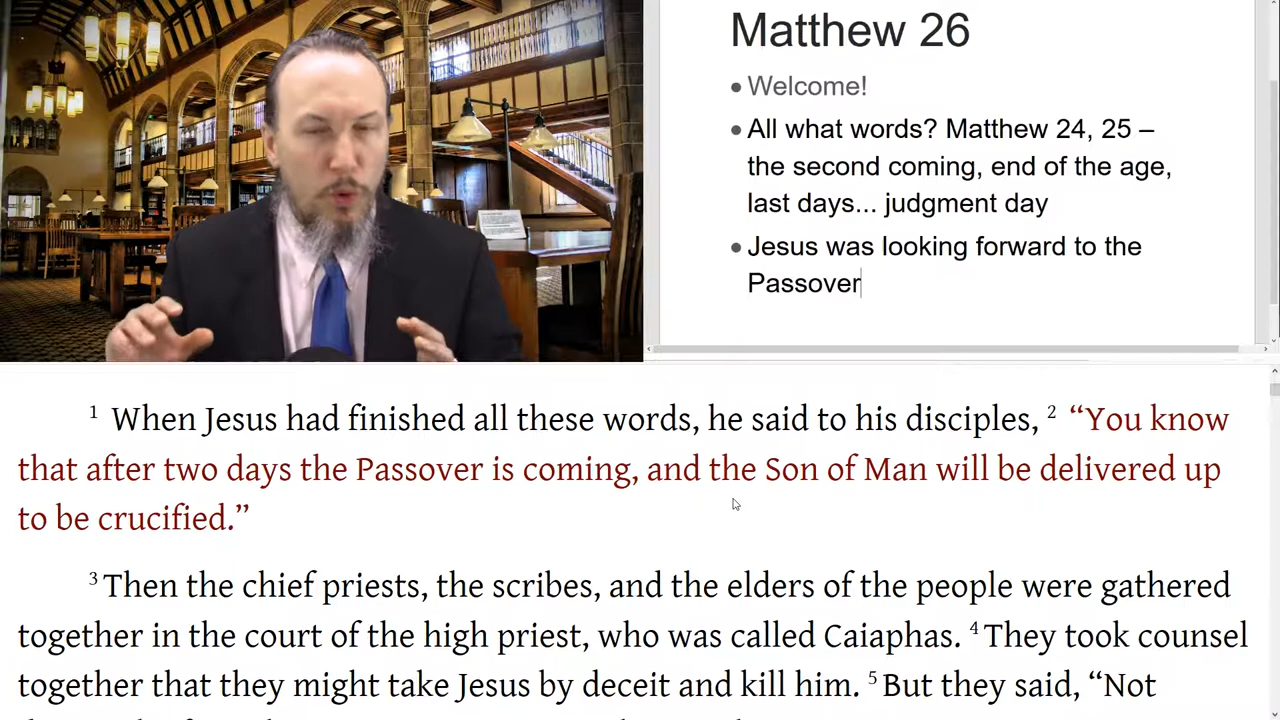 Matthew 26
• Welcome!
• All what words? Matthew 24, 25 –
the second coming, end of the age,
last days... judgment day
• Jesus was looking forward to the
Passover
1 When Jesus had finished all these words, he said to his disciples, 2 “You know
that after two days the Passover is coming, and the Son of Man will be delivered up
to be crucified.”
3 Then the chief priests, the scribes, and the elders of the people were gathered
together in the court of the high priest, who was called Caiaphas. 4 They took counsel
together that they might take Jesus by deceit and kill him. 5 But they said, “Not